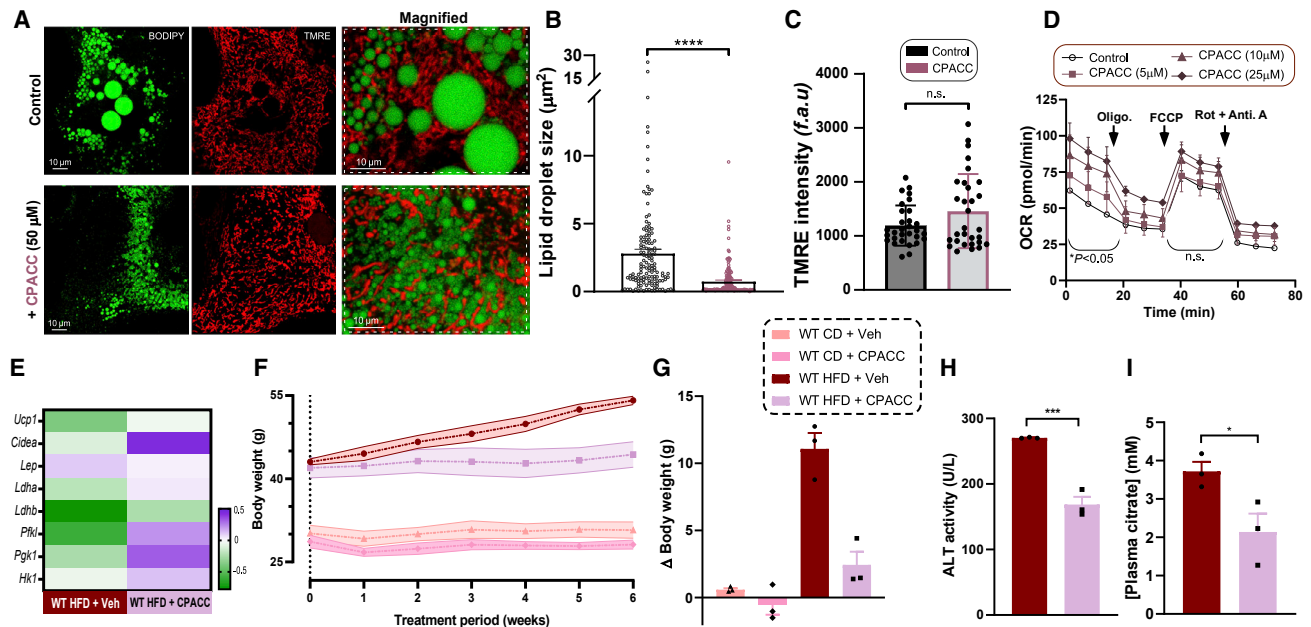 A
Magnified
BODIPY
TMRE
Control
10 µm
10 µm
+ CPACC (50 µM)
10 µm
10 µm
B
Lipid droplet size (µm²)
30
15
10
5
0
****
C
Control
CPACC
TMRE intensity (f.a.u)
4000
3000
2000
1000
0
n.s.
D
Control
CPACC (5µM)
CPACC (10µM)
CPACC (25µM)
OCR (pmol/min)
125
100
75
50
25
Oligo.
FCCP
Rot + Anti. A
*P<0.05
n.s.
0
20
40
60
80
Time (min)
E
Ucp1
Cidea
Lep
Ldha
Ldhb
Pfkl
Pgk1
Hk1
WT HFD + Veh
WT HFD + CPACC
0.5
0
-0.5
F
Body weight (g)
55
40
25
0
1
2
3
4
5
6
Treatment period (weeks)
WT CD + Veh
WT CD + CPACC
WT HFD + Veh
WT HFD + CPACC
G
Δ Body weight (g)
15
10
5
0
H
ALT activity (U/L)
300
200
100
0
***
I
[Plasma citrate] (mM)
5
4
3
2
1
0
*